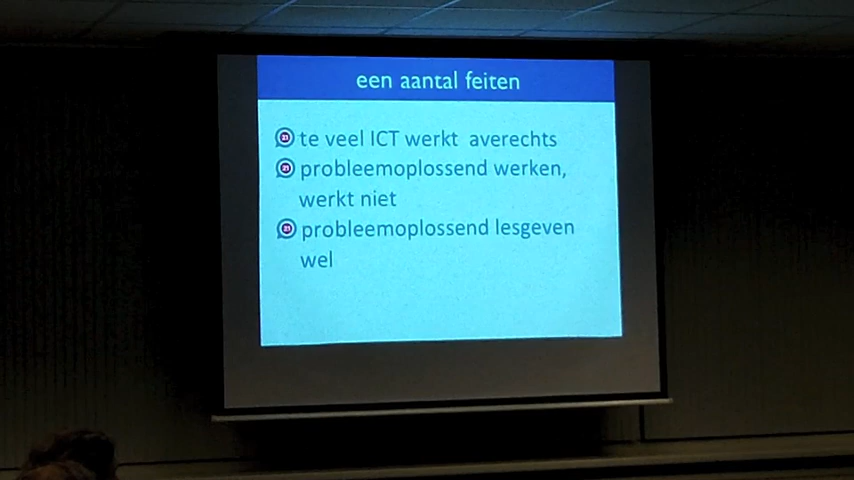 een aantal feiten
te veel ICT werkt averechts
probleemoplossend werken,
werkt niet
probleemoplossend lesgeven
wel